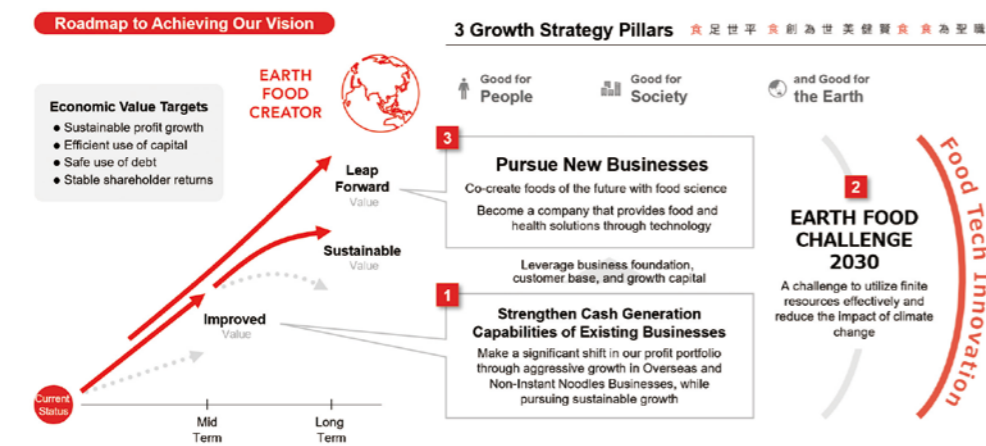 Roadmap to Achieving Our Vision
3 Growth Strategy Pillars
食足世平 食創為世 美健賢食 食為聖職
EARTH
FOOD
CREATOR
Good for
People
Good for
Society
and Good for
the Earth
Economic Value Targets
● Sustainable profit growth
● Efficient use of capital
● Safe use of debt
● Stable shareholder returns
Leap
Forward
Value
Sustainable
Value
Improved
Value
Current
Status
Mid
Term
Long
Term
3
Pursue New Businesses
Co-create foods of the future with food science
Become a company that provides food and
health solutions through technology
Leverage business foundation,
customer base, and growth capital
1
Strengthen Cash Generation
Capabilities of Existing Businesses
Make a significant shift in our profit portfolio
through aggressive growth in Overseas and
Non-Instant Noodles Businesses, while
pursuing sustainable growth
2
EARTH FOOD
CHALLENGE
2030
A challenge to utilize finite
resources effectively and
reduce the impact of climate
change
Food Tech Innovation